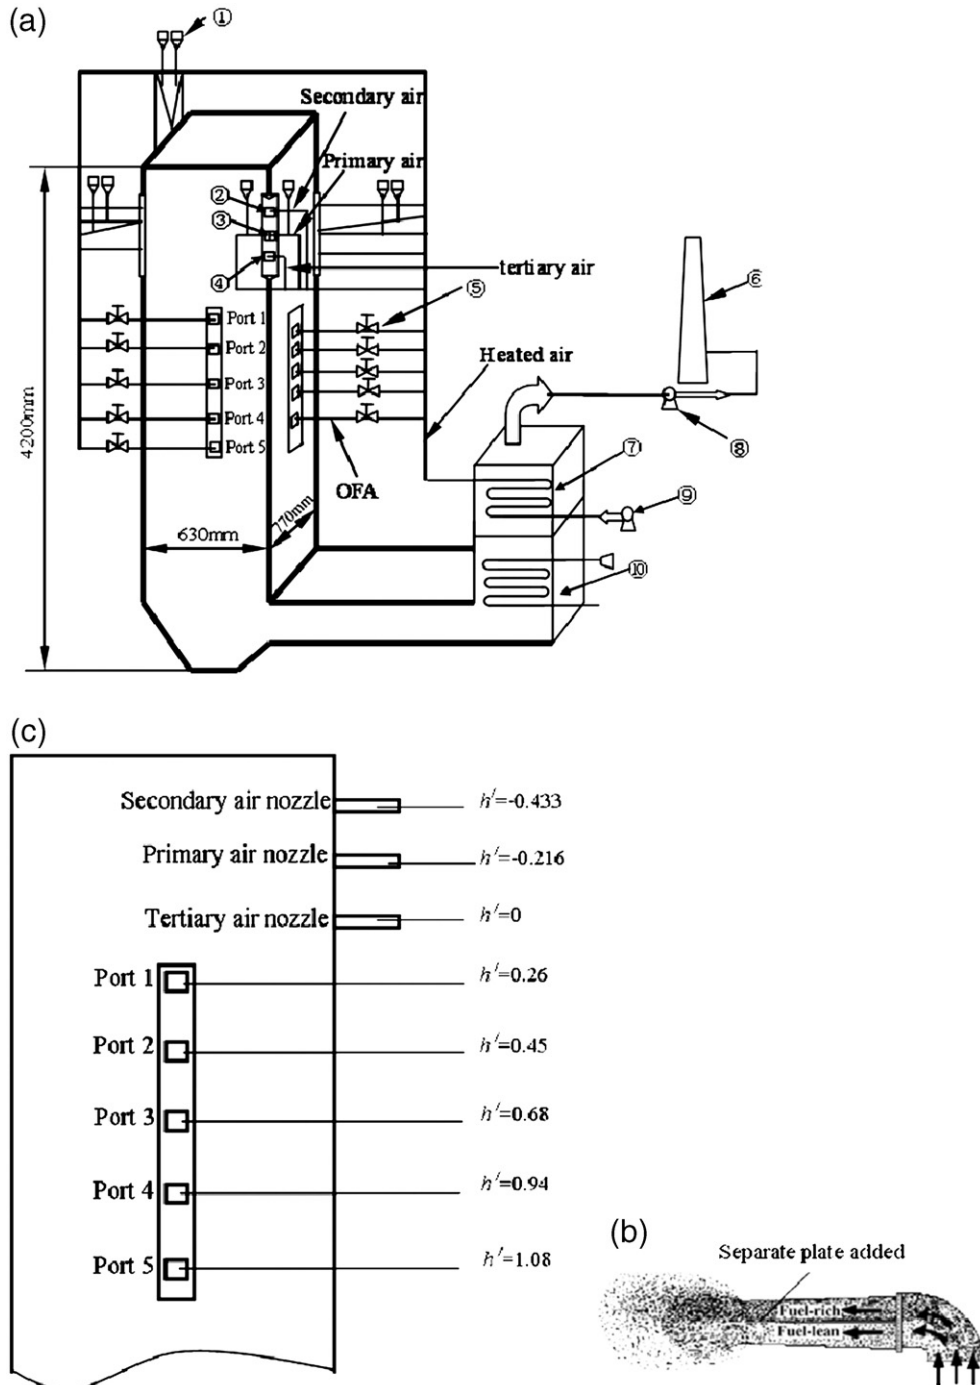 (a)
①
Secondary air
Primary air
②
③
④
tertiary air
⑤
⑥
Port 1
Port 2
Port 3
Port 4
Port 5
Heated air
4200mm
OFA
⑦
⑧
⑨
⑩
630mm
770mm
(c)
Secondary air nozzle h'=-0.433
Primary air nozzle h'=-0.216
Tertiary air nozzle h'=0
Port 1 h'=0.26
Port 2 h'=0.45
Port 3 h'=0.68
Port 4 h'=0.94
Port 5 h'=1.08
(b)
Separate plate added
Fuel-rich
Fuel-lean